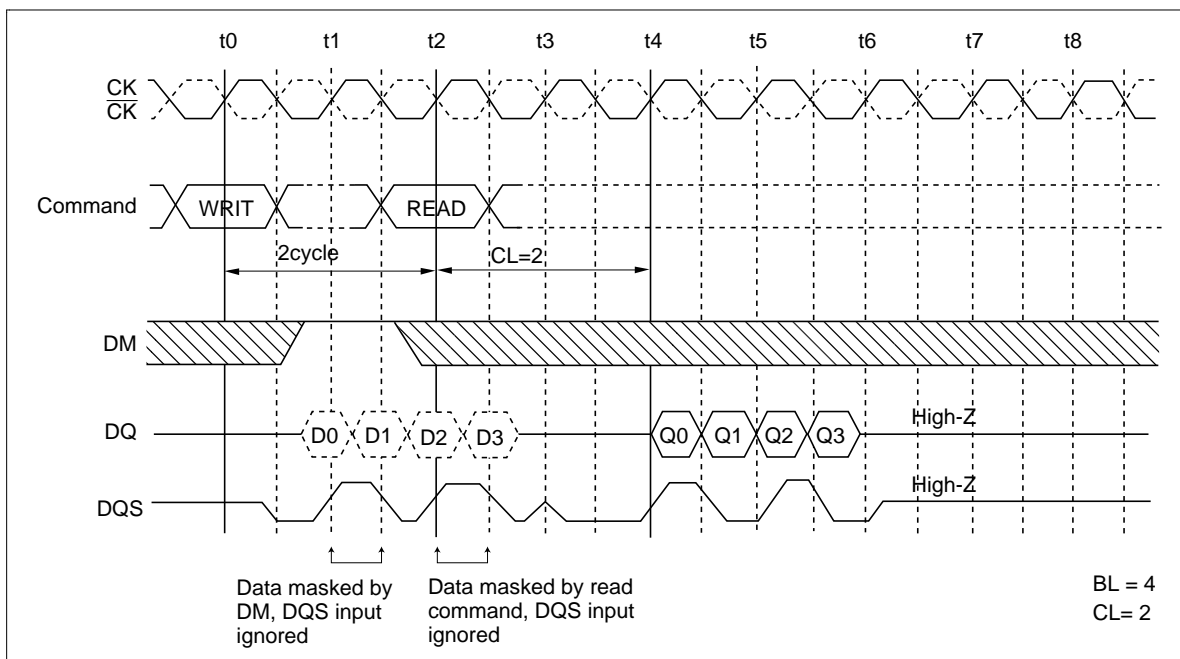 t0 t1 t2 t3 t4 t5 t6 t7 t8
CK
CK
Command WRIT READ
2cycle CL=2
DM
DQ D0 D1 D2 D3 Q0 Q1 Q2 Q3 High-Z
DQS High-Z
Data masked by
DM, DQS input
ignored
Data masked by read
command, DQS input
ignored
BL = 4
CL= 2